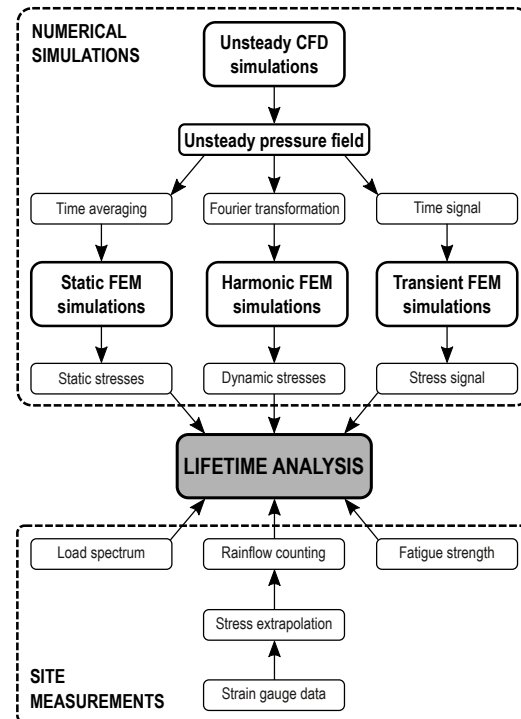 NUMERICAL
SIMULATIONS
Unsteady CFD
simulations
Unsteady pressure field
Time averaging
Fourier transformation
Time signal
Static FEM
simulations
Harmonic FEM
simulations
Transient FEM
simulations
Static stresses
Dynamic stresses
Stress signal
LIFETIME ANALYSIS
Load spectrum
Rainflow counting
Fatigue strength
Stress extrapolation
Strain gauge data
SITE
MEASUREMENTS